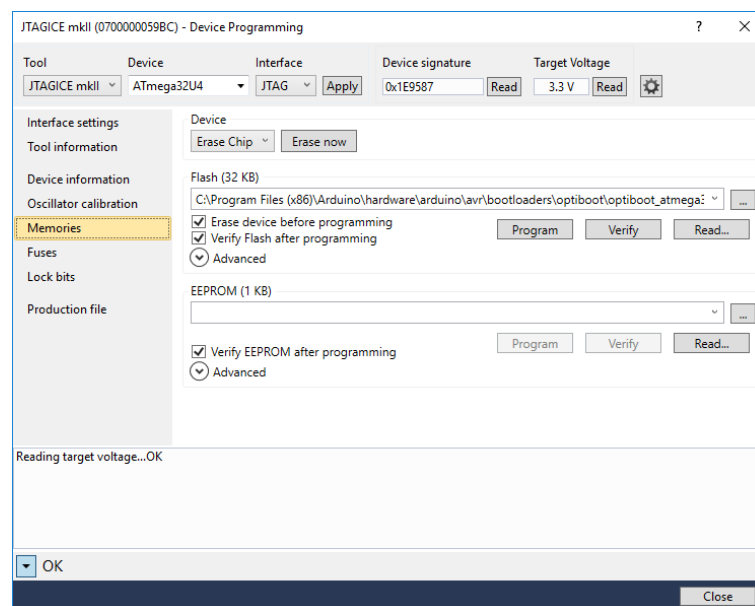 JTAGICE mkII (0700000059BC) - Device Programming ? ×
Tool Device Interface Device signature Target Voltage
JTAGICE mkII ATmega32U4 JTAG Apply 0x1E9587 Read 3.3 V Read
Interface settings
Tool information
Device information
Oscillator calibration
Memories
Fuses
Lock bits
Production file
Device
Erase Chip Erase now
Flash (32 KB)
C:\Program Files (x86)\Arduino\hardware\arduino\avr\bootloaders\optiboot\ ...
Erase device before programming
Verify Flash after programming
Program Verify Read...
Advanced
EEPROM (1 KB)
...
Program Verify Read...
Verify EEPROM after programming
Advanced
Reading target voltage...OK
OK
Close